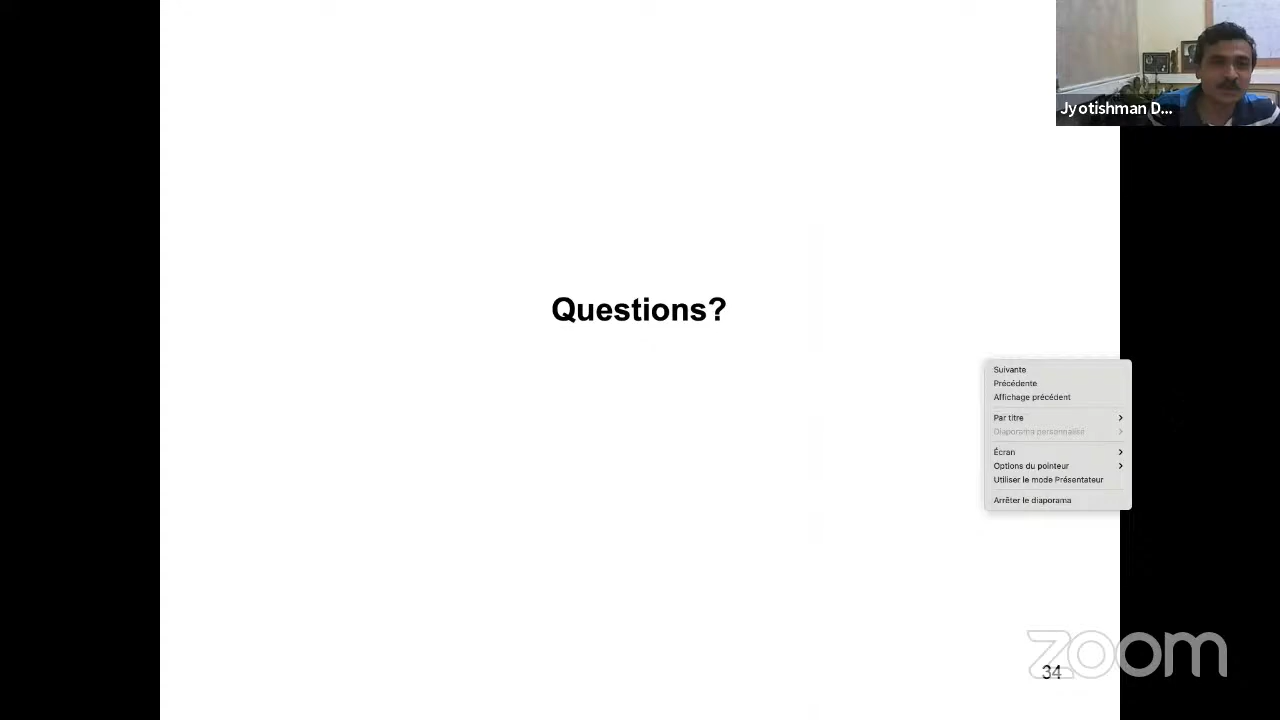 Jyotishman D...
Questions?
Suivante
Précédente
Affichage précédent
Par titre
Diaporama personnalisé
Écran
Options du pointeur
Utiliser le mode Présentateur
Arrêter le diaporama
zoom
34